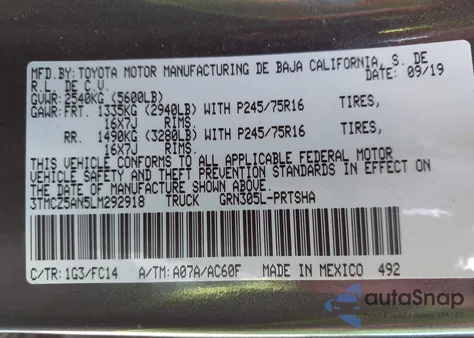 MFD.BY:TOYOTA MOTOR MANUFACTURING DE BAJA CALIFORNIA, S. DE
R.L. DE C.V. DATE: 09/19
GVWR: 2540KG (5600LB)
GAWR: FRT. 1335KG (2940LB) WITH P245/75R16 TIRES,
16X7J RIMS.
RR. 1490KG (3280LB) WITH P245/75R16 TIRES,
16X7J RIMS.
THIS VEHICLE CONFORMS TO ALL APPLICABLE FEDERAL MOTOR
VEHICLE SAFETY AND THEFT PREVENTION STANDARDS IN EFFECT ON
THE DATE OF MANUFACTURE SHOWN ABOVE.
3TMCZ5AN5LM292918 TRUCK GRN305L-PRTSHA
C/TR: 1G3/FC14 A/TM: A07A/AC60F MADE IN MEXICO 492
autoSnap